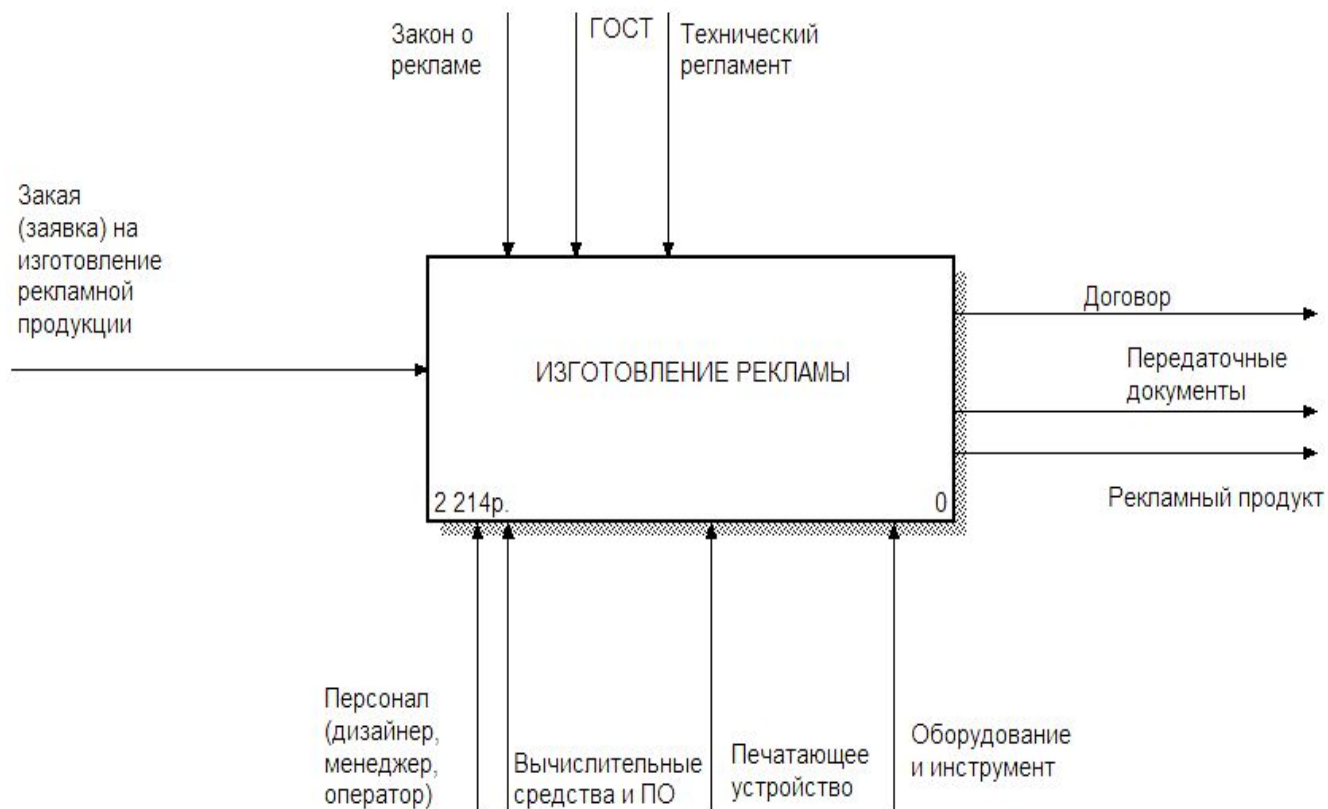 Закон о
рекламе
ГОСТ
Технический
регламент
Закая
(заявка) на
изготовление
рекламной
продукции
ИЗГОТОВЛЕНИЕ РЕКЛАМЫ
2 214р.
0
Договор
Передаточные
документы
Рекламный продукт
Персонал
(дизайнер,
менеджер,
оператор)
Вычислительные
средства и ПО
Печатающее
устройство
Оборудование
и инструмент